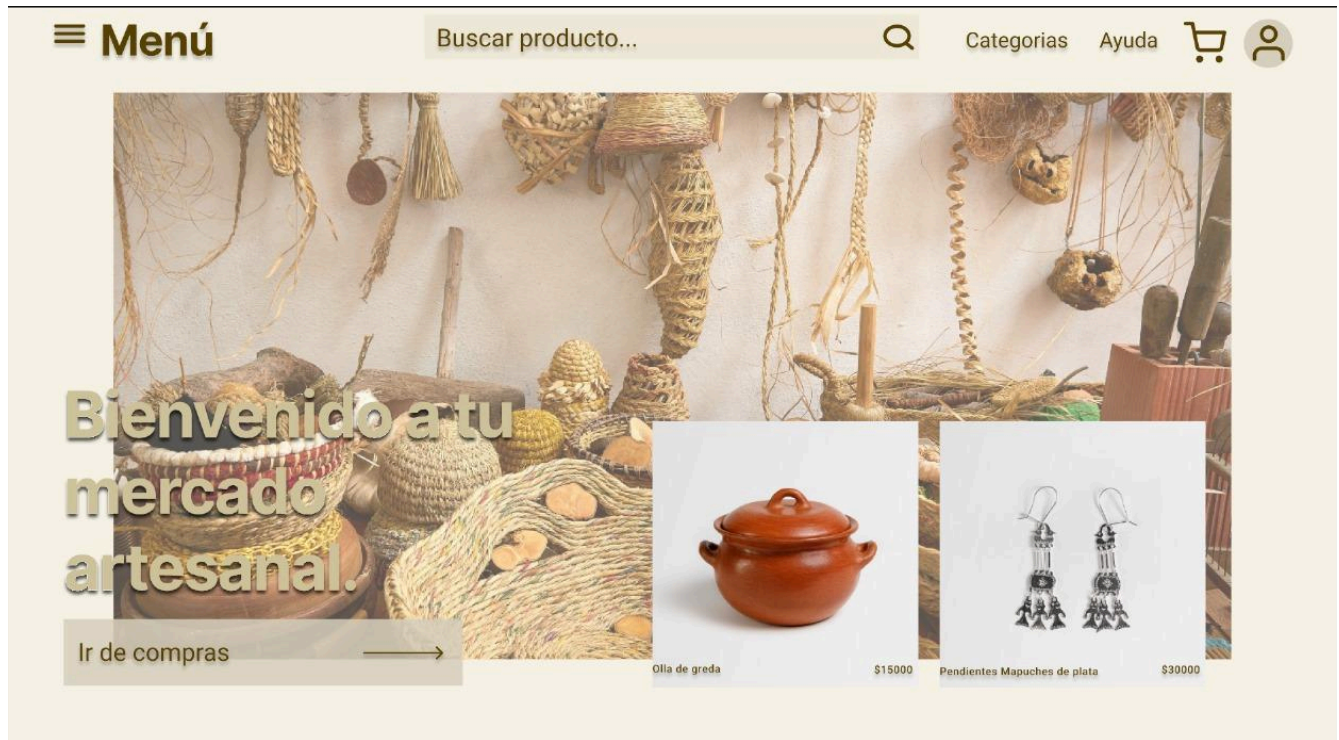 Menú
Buscar producto...
Categorias
Ayuda
Bienvenido a tu
mercado
artesanal.
Ir de compras
Olla de greda
$15000
Pendientes Mapuches de plata
$30000